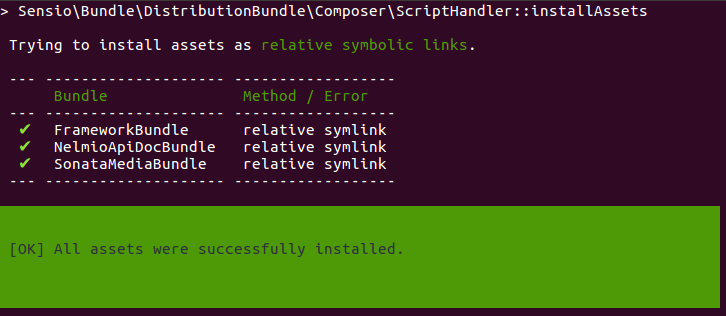 > Sensio\Bundle\DistributionBundle\Composer\ScriptHandler::installAssets
Trying to install assets as relative symbolic links.
--- -------------------- ------------------
Bundle Method / Error
--- -------------------- ------------------
✔ FrameworkBundle relative symlink
✔ NelmioApiDocBundle relative symlink
✔ SonataMediaBundle relative symlink
--- -------------------- ------------------
[OK] All assets were successfully installed.